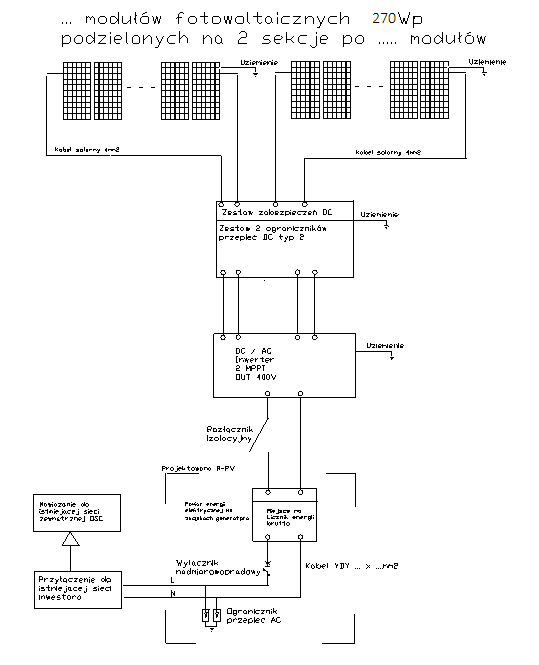 ... modułów fotowoltaicznych 270Wp
podzielonych na 2 sekcje po ..... modułów
Uziemienie
Uziemienie
Kabel solarny 4mm2
Kabel solarny 4mm2
Zestaw zabezpieczeń DC
Uziemienie
Zestaw 2 ograniczników
przepięć DC typ 2
DC / AC
Inwerter
2 MPPT
OUT 400V
Uziemienie
Rozłącznik
Izolacyjny
Projektowana R-PV
Nawiązanie do
istniejącej sieci
zewnętrznej OSD
Pomiar energii
elektrycznej na
zaciskach generatora
Miejsce na
Licznik energii
brutto
Wyłącznik
nadmiarowoprądowy
Kabel YDY ... x ...mm2
Przyłączenie do
istniejącej sieci
inwestora
L
N
Ogranicznik
przepięć AC